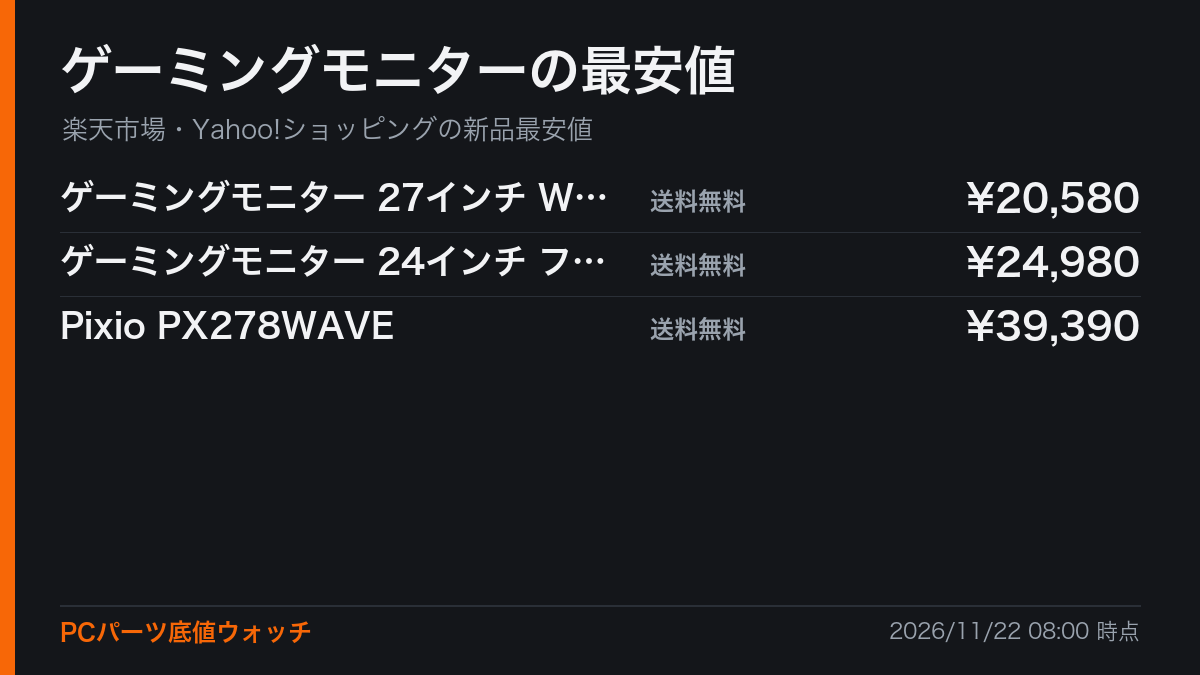 ゲーミングモニターの最安値
楽天市場・Yahoo!ショッピングの新品最安値
ゲーミングモニター 27インチ W… 送料無料 ¥20,580
ゲーミングモニター 24インチ フ… 送料無料 ¥24,980
Pixio PX278WAVE 送料無料 ¥39,390
PCパーツ底値ウォッチ 2026/11/22 08:00 時点